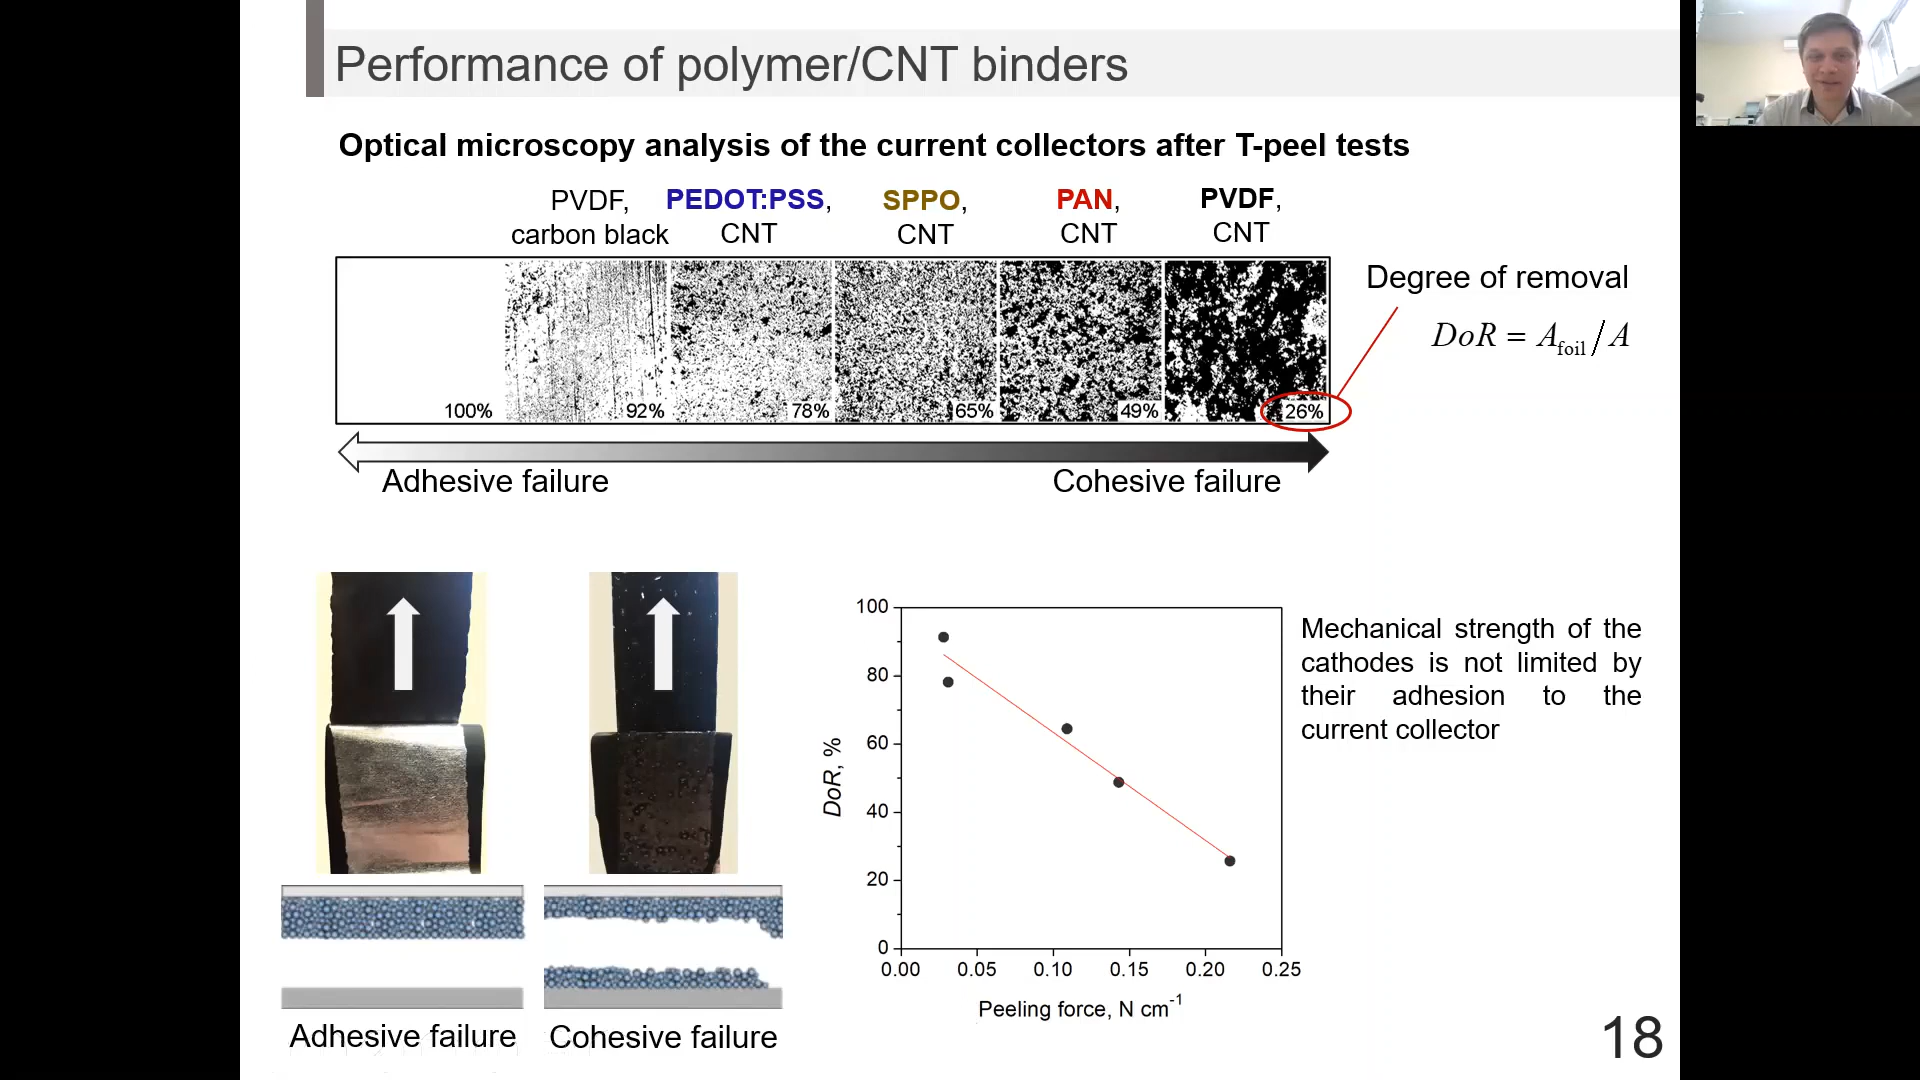 Performance of polymer/CNT binders
Optical microscopy analysis of the current collectors after T-peel tests
PVDF,
carbon black
PEDOT:PSS,
CNT
SPPO,
CNT
PAN,
CNT
PVDF,
CNT
100%
92%
78%
65%
49%
26%
Degree of removal
DoR = A_foil / A
Adhesive failure
Cohesive failure
Adhesive failure
Cohesive failure
DoR, %
100
80
60
40
20
0
0.00
0.05
0.10
0.15
0.20
0.25
Peeling force, N cm⁻¹
Mechanical strength of the
cathodes is not limited by
their adhesion to the
current collector
18